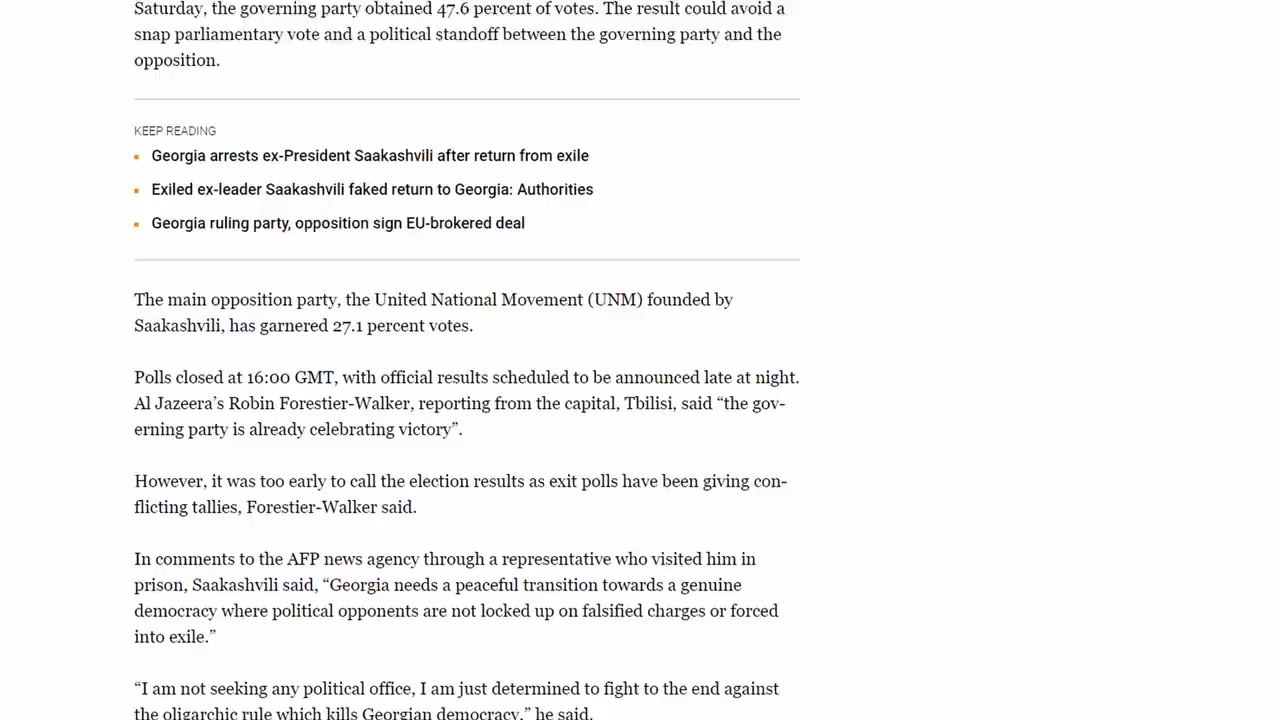 Saturday, the governing party obtained 47.6 percent of votes. The result could avoid a
snap parliamentary vote and a political standoff between the governing party and the
opposition.
KEEP READING
Georgia arrests ex-President Saakashvili after return from exile
Exiled ex-leader Saakashvili faked return to Georgia: Authorities
Georgia ruling party, opposition sign EU-brokered deal
The main opposition party, the United National Movement (UNM) founded by
Saakashvili, has garnered 27.1 percent votes.
Polls closed at 16:00 GMT, with official results scheduled to be announced late at night.
Al Jazeera’s Robin Forestier-Walker, reporting from the capital, Tbilisi, said “the gov-
erning party is already celebrating victory”.
However, it was too early to call the election results as exit polls have been giving con-
flicting tallies, Forestier-Walker said.
In comments to the AFP news agency through a representative who visited him in
prison, Saakashvili said, “Georgia needs a peaceful transition towards a genuine
democracy where political opponents are not locked up on falsified charges or forced
into exile.”
“I am not seeking any political office, I am just determined to fight to the end against
the oligarchic rule which kills Georgian democracy,” he said.